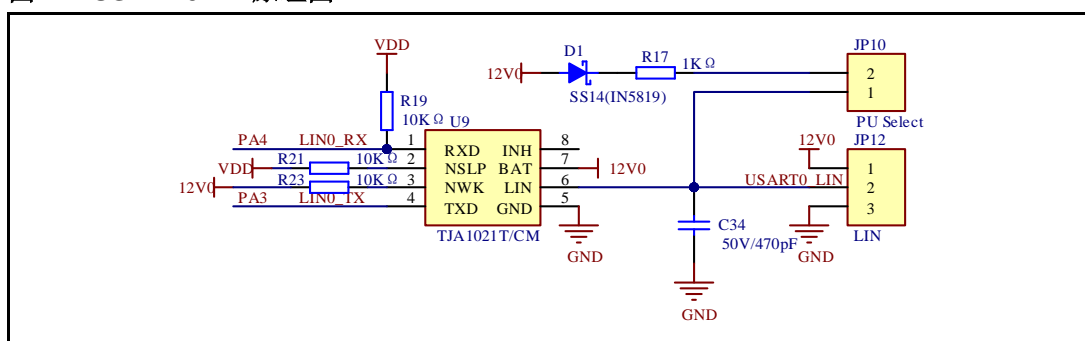 VDD
D1
R17
12V0
1KΩ
2
1
SS14(IN5819)
R19
10KΩ
U9
PU Select
PA4
LIN0_RX
1
RXD
INH
8
JP12
12V0
VDD
R21
10KΩ
2
NSLP
BAT
7
12V0
1
12V0
R23
10KΩ
3
NWK
LIN
6
USART0_LIN
2
PA3
LIN0_TX
4
TXD
GND
5
3
TJA1021T/CM
C34
50V/470pF
GND
GND
LIN
GND
JP10